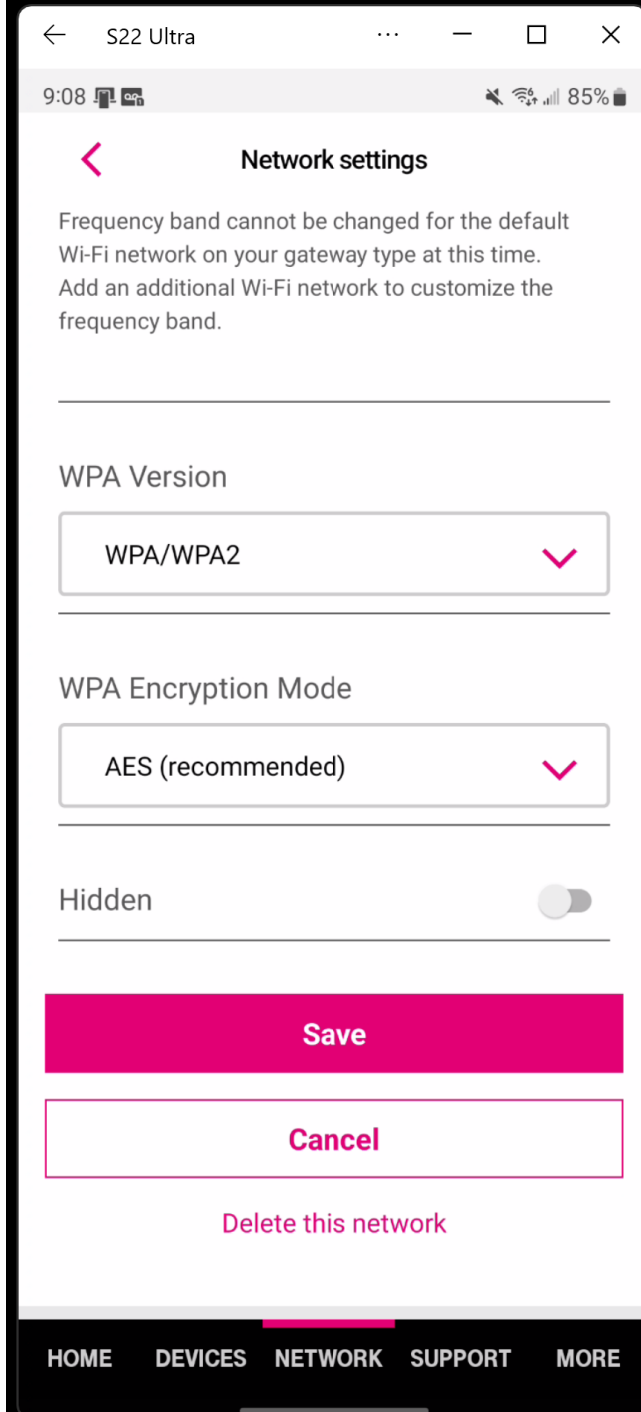 S22 Ultra
9:08 85%
Network settings
Frequency band cannot be changed for the default
Wi-Fi network on your gateway type at this time.
Add an additional Wi-Fi network to customize the
frequency band.
WPA Version
WPA/WPA2
WPA Encryption Mode
AES (recommended)
Hidden
Save
Cancel
Delete this network
HOME DEVICES NETWORK SUPPORT MORE